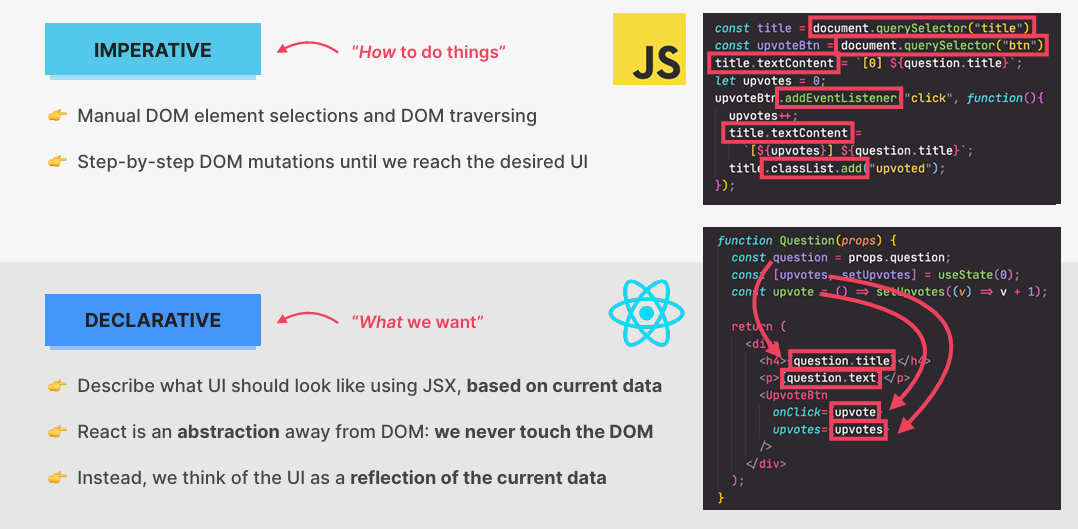 IMPERATIVE
“How to do things”
JS
Manual DOM element selections and DOM traversing
Step-by-step DOM mutations until we reach the desired UI
const title = document.querySelector("title")
const upvoteBtn = document.querySelector("btn")
title.textContent = `[0] ${question.title}`;
let upvotes = 0;
upvoteBtn.addEventListener "click", function(){
upvotes++;
title.textContent =
`[${upvotes}] ${question.title}`;
title.classList.add("upvoted");
});
DECLARATIVE
“What we want”
Describe what UI should look like using JSX, based on current data
React is an abstraction away from DOM: we never touch the DOM
Instead, we think of the UI as a reflection of the current data
function Question(props) {
const question = props.question;
const [upvotes, setUpvotes] = useState(0);
const upvote = () => setUpvotes((v) => v + 1);
return (
<div>
<h4>{question.title}</h4>
<p>{question.text}</p>
<UpvoteBtn
onClick={upvote}
upvotes={upvotes}
/>
</div>
);
}